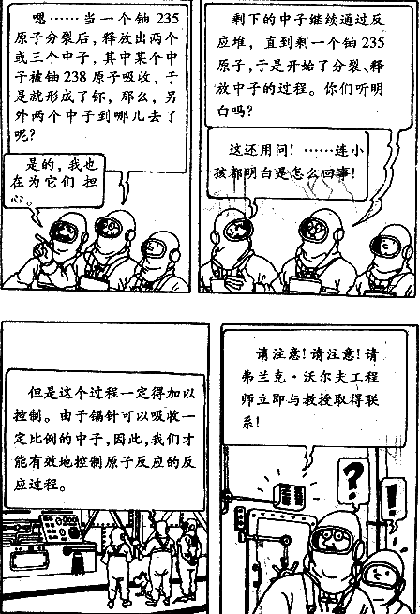 嗯……当一个铀 235
原子分裂后，释放出两个
或三个中子，其中某个中
子被铀 238 原子吸收，于
是就形成了钚，那么，另
外两个中子到哪儿去了
呢？
是的，我也
在为它们 担
心。
剩下的中子继续通过反
应堆，直到剩一个铀 235
原子，于是开始了分裂、释
放中子的过程。你们听明
白吗？
这还用问！……连小
孩都明白是怎么回事！
但是这个过程一定得加以
控制。由于镉针可以吸收一
定比例的中子，因此，我们才
能有效地控制原子反应的反
应过程。
请注意！请注意！请
弗兰克·沃尔夫工程
师立即与教授取得联
系！
？
！